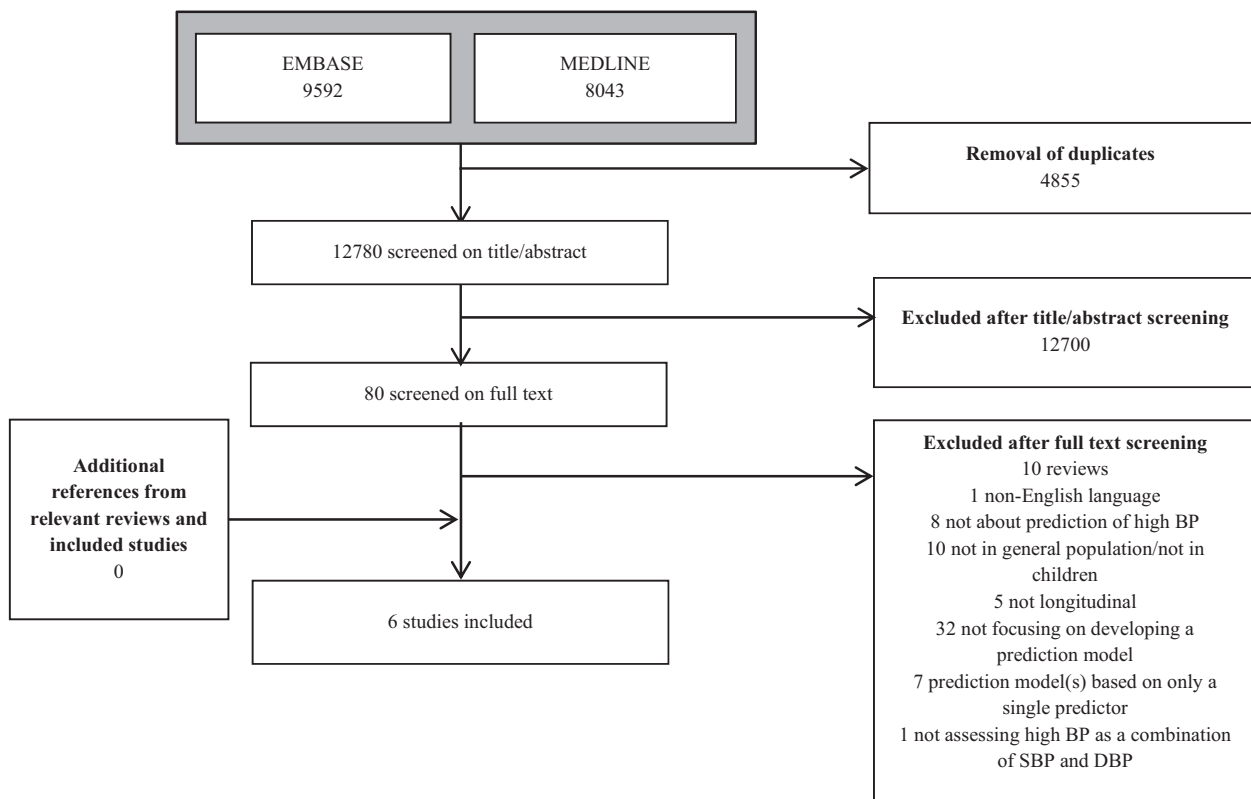 EMBASE
9592
MEDLINE
8043
Removal of duplicates
4855
12780 screened on title/abstract
Excluded after title/abstract screening
12700
80 screened on full text
Additional
references from
relevant reviews and
included studies
0
Excluded after full text screening
10 reviews
1 non-English language
8 not about prediction of high BP
10 not in general population/not in
children
5 not longitudinal
32 not focusing on developing a
prediction model
7 prediction model(s) based on only a
single predictor
1 not assessing high BP as a combination
of SBP and DBP
6 studies included